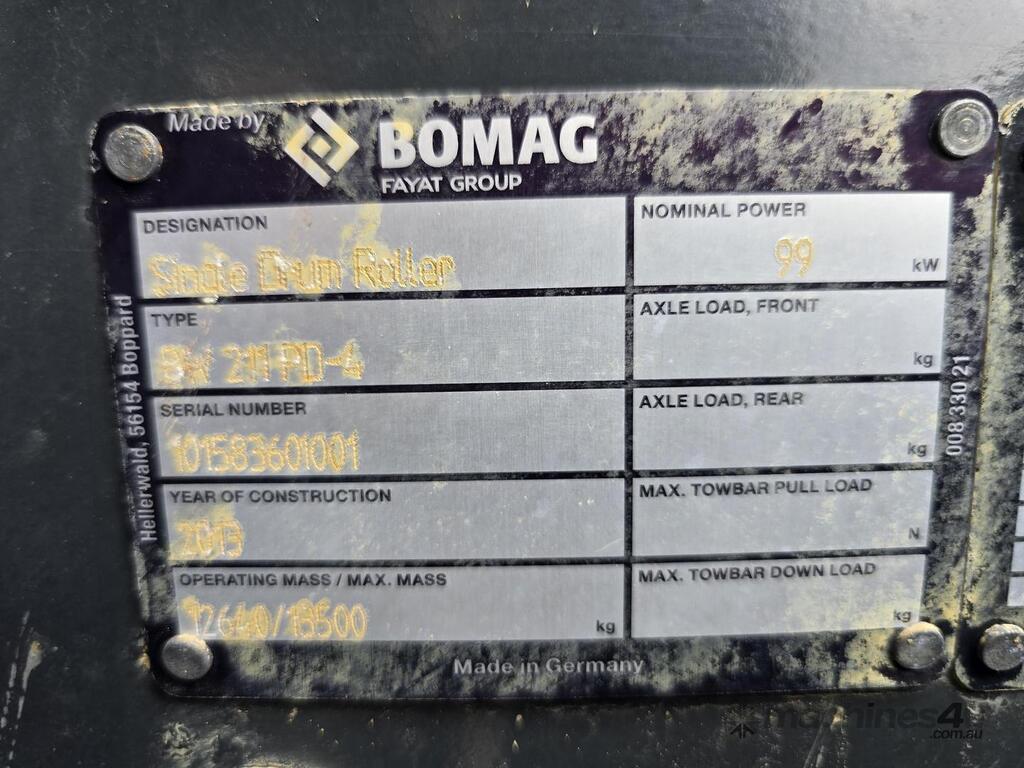 Made by
BOMAG
FAYAT GROUP
DESIGNATION
Single Drum Roller
NOMINAL POWER
99
kW
TYPE
BW 211 PD-4
AXLE LOAD, FRONT
kg
SERIAL NUMBER
101583601001
AXLE LOAD, REAR
kg
YEAR OF CONSTRUCTION
2013
MAX. TOWBAR PULL LOAD
N
OPERATING MASS / MAX. MASS
12640/13500
kg
MAX. TOWBAR DOWN LOAD
kg
Made in Germany
Hellerwald, 56154 Boppard
008 330 21
machines4u
.com.au